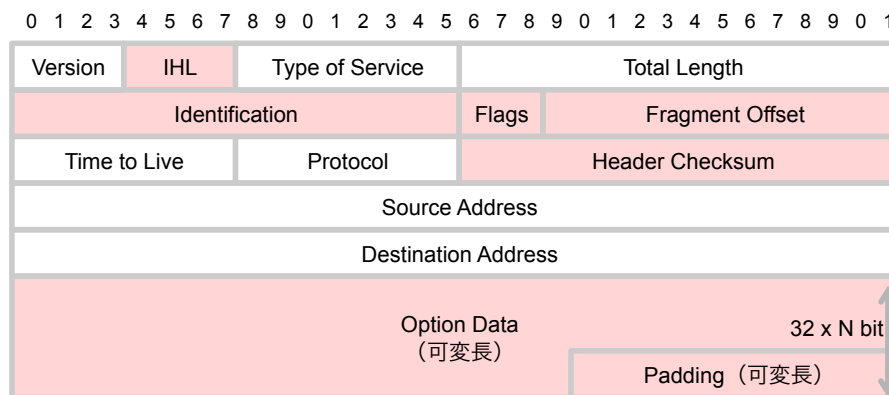 0 1 2 3 4 5 6 7 8 9 0 1 2 3 4 5 6 7 8 9 0 1 2 3 4 5 6 7 8 9 0 1
Version IHL Type of Service Total Length
Identification Flags Fragment Offset
Time to Live Protocol Header Checksum
Source Address
Destination Address
Option Data
(可変長)
32 x N bit
Padding(可変長)